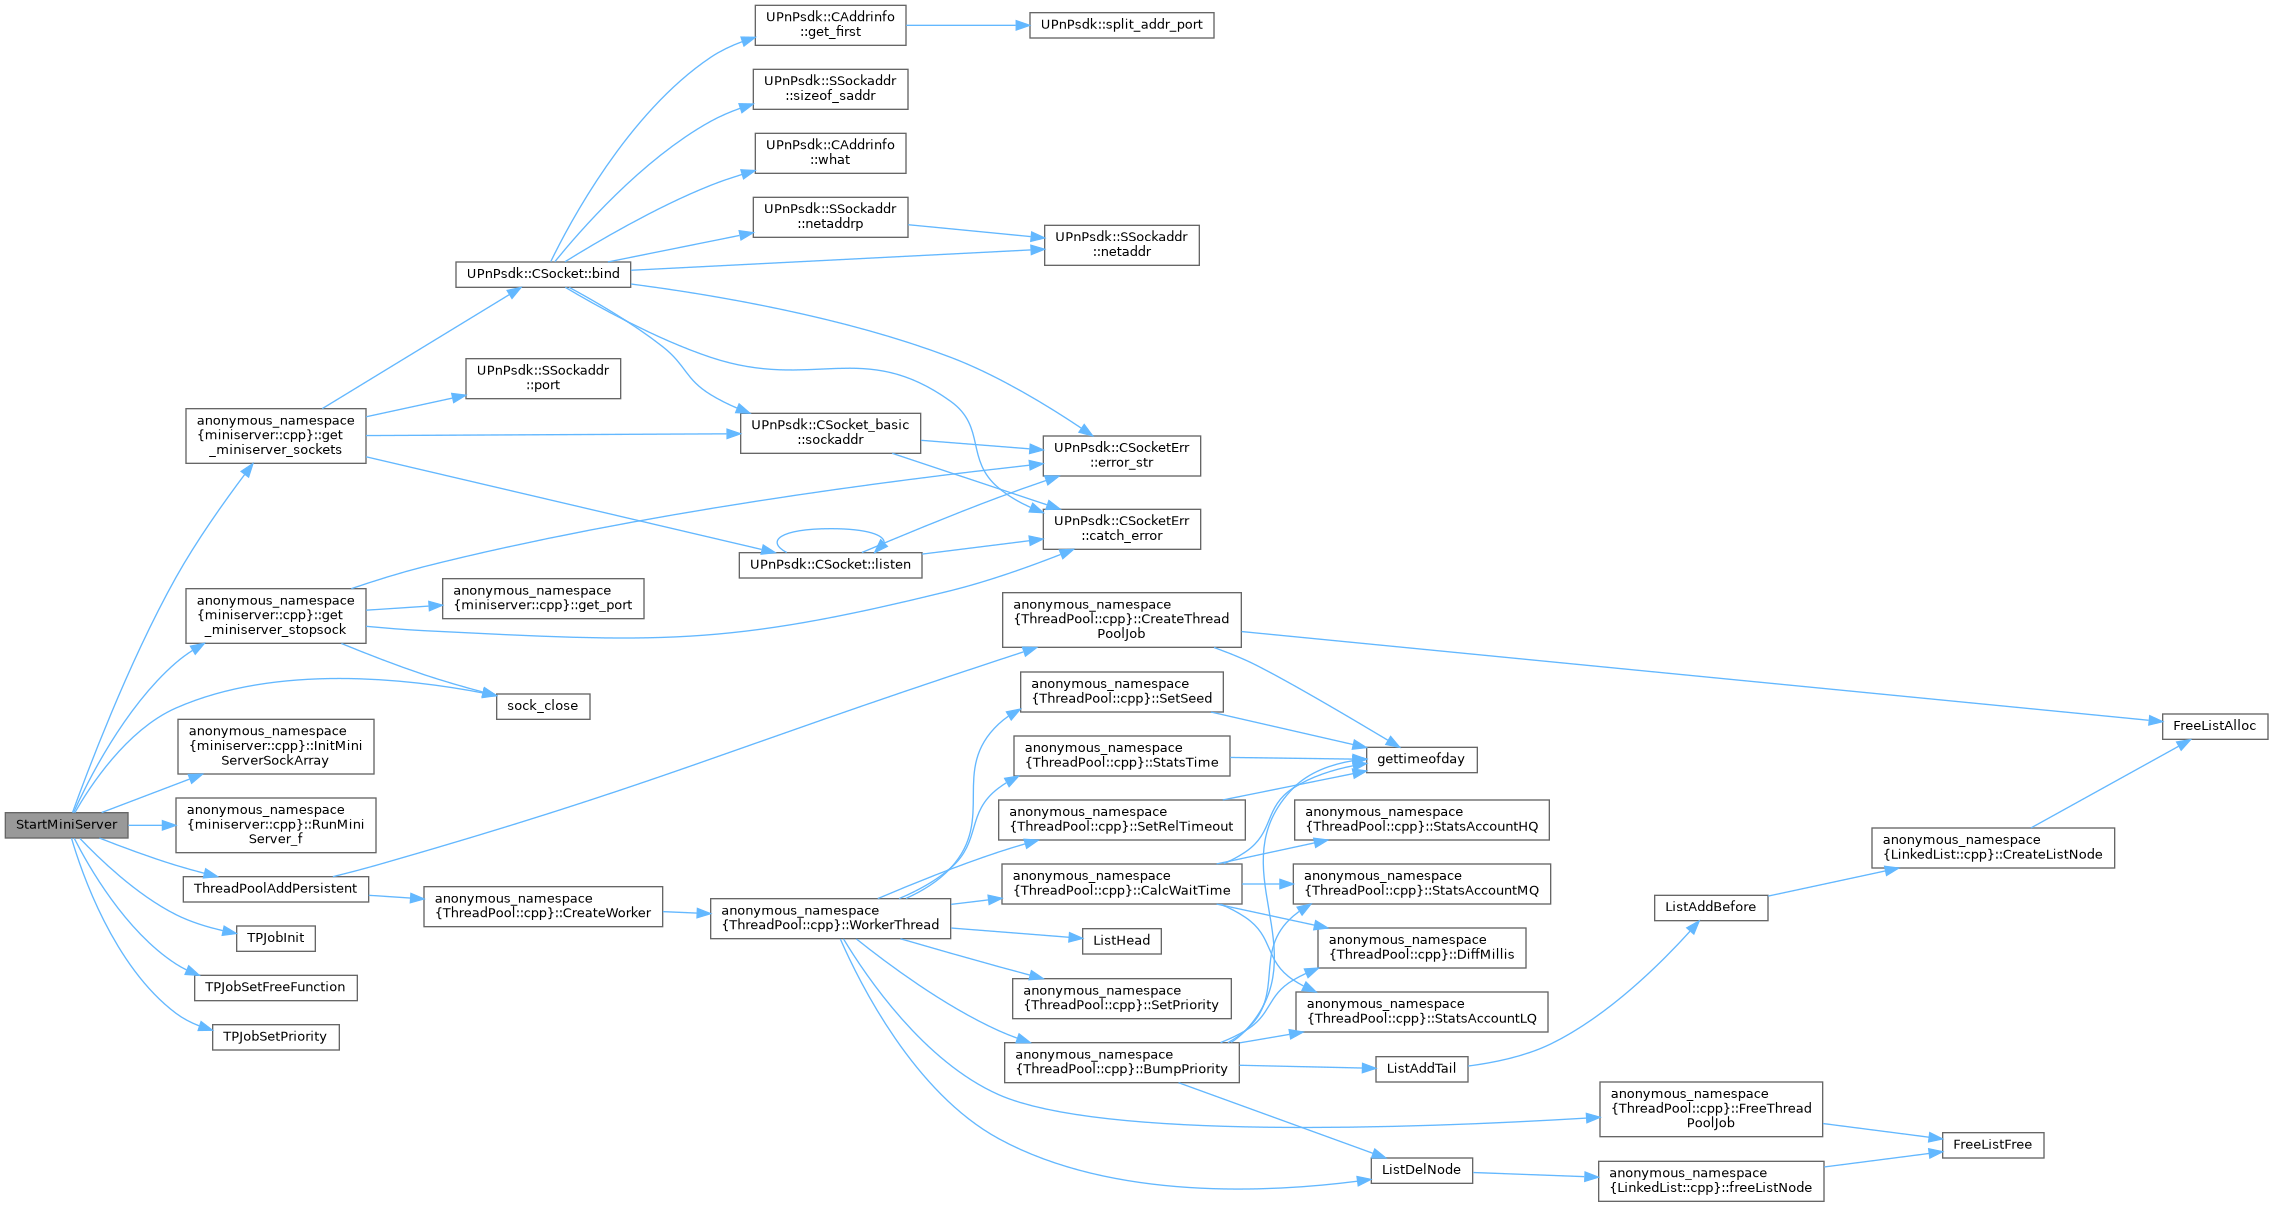 StartMiniServer
anonymous_namespace
{miniserver::cpp}::get
_miniserver_sockets
anonymous_namespace
{miniserver::cpp}::get
_miniserver_stopsock
anonymous_namespace
{miniserver::cpp}::InitMini
ServerSockArray
anonymous_namespace
{miniserver::cpp}::RunMini
Server_f
ThreadPoolAddPersistent
TPJobInit
TPJobSetFreeFunction
TPJobSetPriority
UPnPsdk::CSocket::bind
UPnPsdk::SSockaddr
::port
anonymous_namespace
{miniserver::cpp}::get_port
sock_close
anonymous_namespace
{ThreadPool::cpp}::CreateWorker
UPnPsdk::CAddrinfo
::get_first
UPnPsdk::SSockaddr
::sizeof_saddr
UPnPsdk::CAddrinfo
::what
UPnPsdk::SSockaddr
::netaddrp
UPnPsdk::CSocket_basic
::sockaddr
UPnPsdk::CSocket::listen
anonymous_namespace
{ThreadPool::cpp}::WorkerThread
UPnPsdk::split_addr_port
UPnPsdk::SSockaddr
::netaddr
UPnPsdk::CSocketErr
::error_str
UPnPsdk::CSocketErr
::catch_error
anonymous_namespace
{ThreadPool::cpp}::CreateThread
PoolJob
anonymous_namespace
{ThreadPool::cpp}::SetSeed
anonymous_namespace
{ThreadPool::cpp}::StatsTime
anonymous_namespace
{ThreadPool::cpp}::SetRelTimeout
anonymous_namespace
{ThreadPool::cpp}::CalcWaitTime
ListHead
anonymous_namespace
{ThreadPool::cpp}::SetPriority
anonymous_namespace
{ThreadPool::cpp}::BumpPriority
gettimeofday
anonymous_namespace
{ThreadPool::cpp}::StatsAccountHQ
anonymous_namespace
{ThreadPool::cpp}::StatsAccountMQ
anonymous_namespace
{ThreadPool::cpp}::DiffMillis
anonymous_namespace
{ThreadPool::cpp}::StatsAccountLQ
ListAddTail
ListDelNode
anonymous_namespace
{ThreadPool::cpp}::FreeThread
PoolJob
anonymous_namespace
{LinkedList::cpp}::freeListNode
ListAddBefore
anonymous_namespace
{LinkedList::cpp}::CreateListNode
FreeListFree
FreeListAlloc